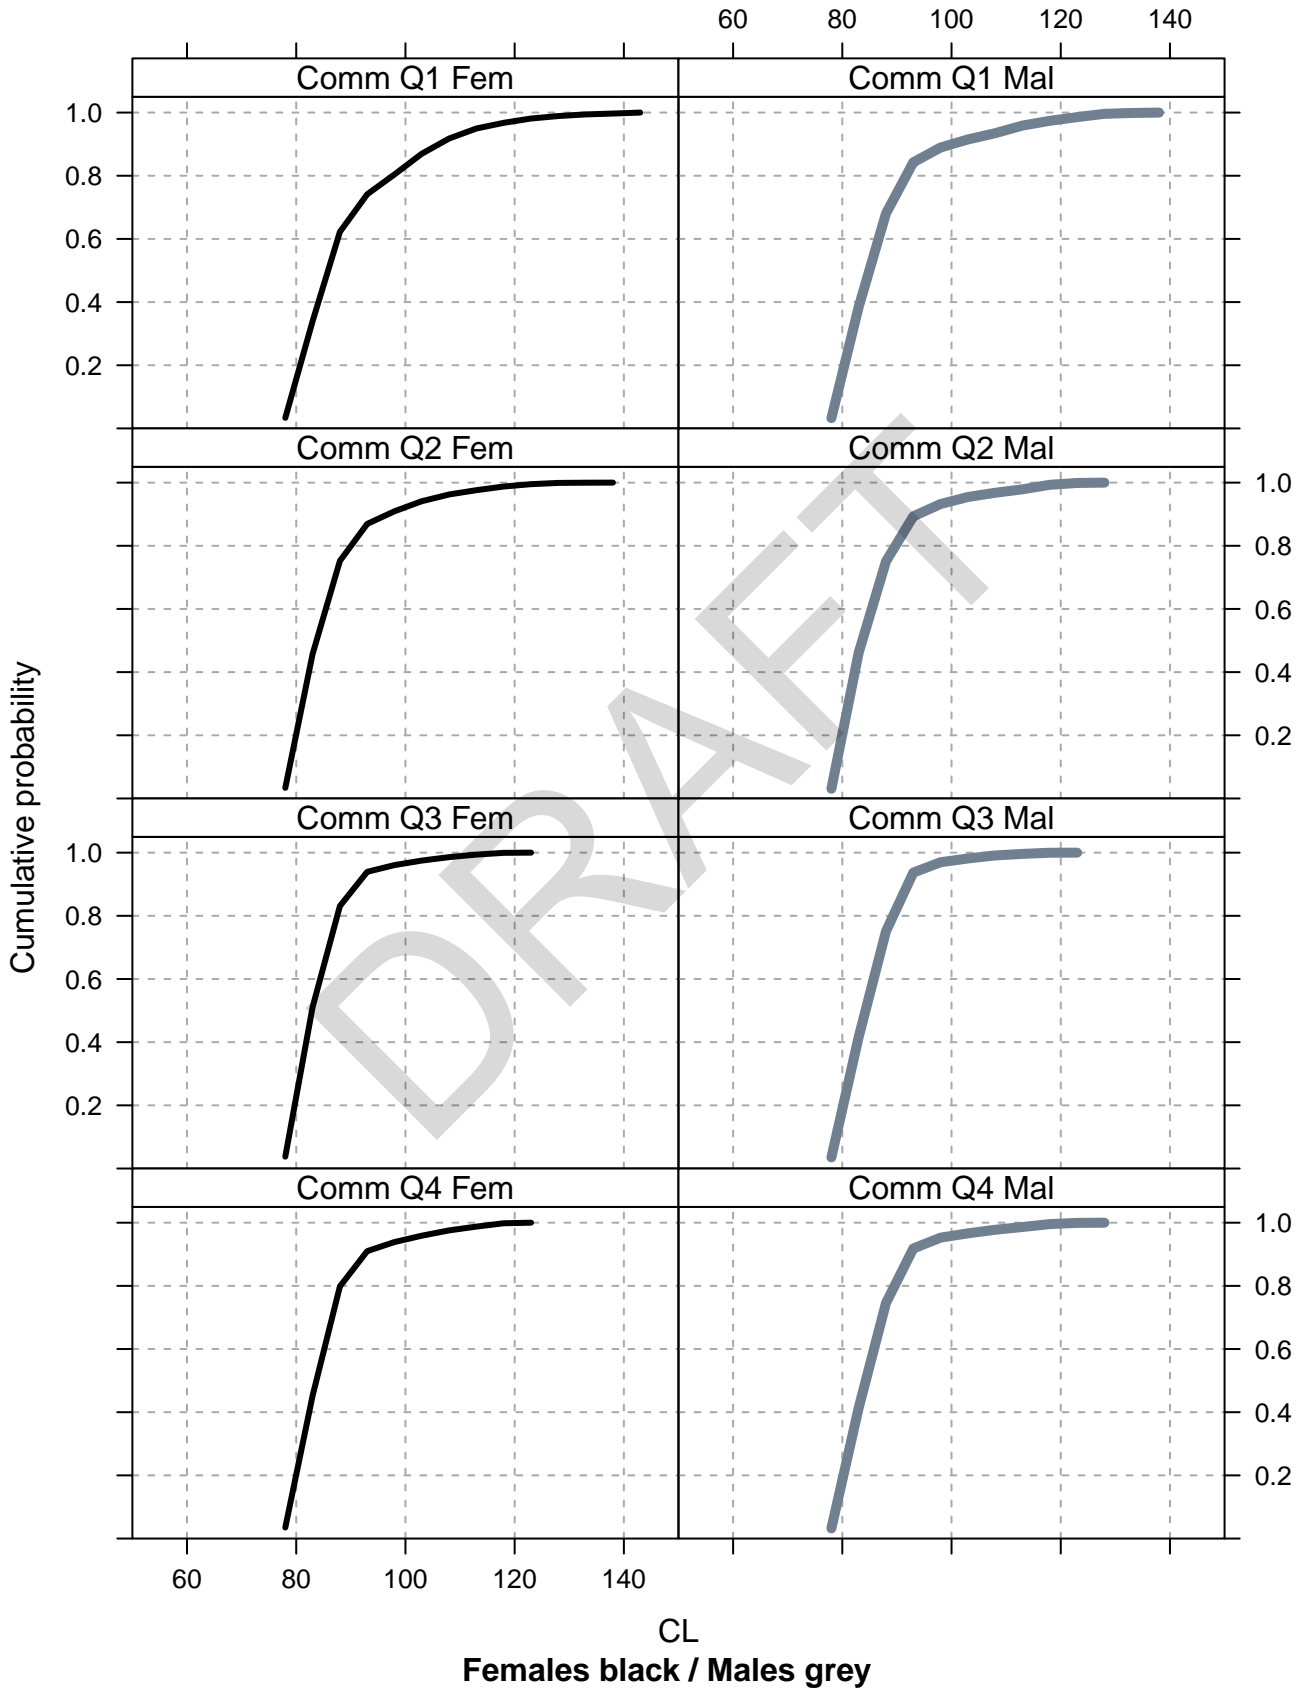 60 80 100 120 140
Comm Q1 Fem Comm Q1 Mal
1.0
0.8
0.6
0.4
0.2
Comm Q2 Fem Comm Q2 Mal
1.0
0.8
0.6
0.4
0.2
Comm Q3 Fem Comm Q3 Mal
1.0
0.8
0.6
0.4
0.2
Comm Q4 Fem Comm Q4 Mal
1.0
0.8
0.6
0.4
0.2
60 80 100 120 140
Cumulative probability
CL
Females black / Males grey
DRAFT